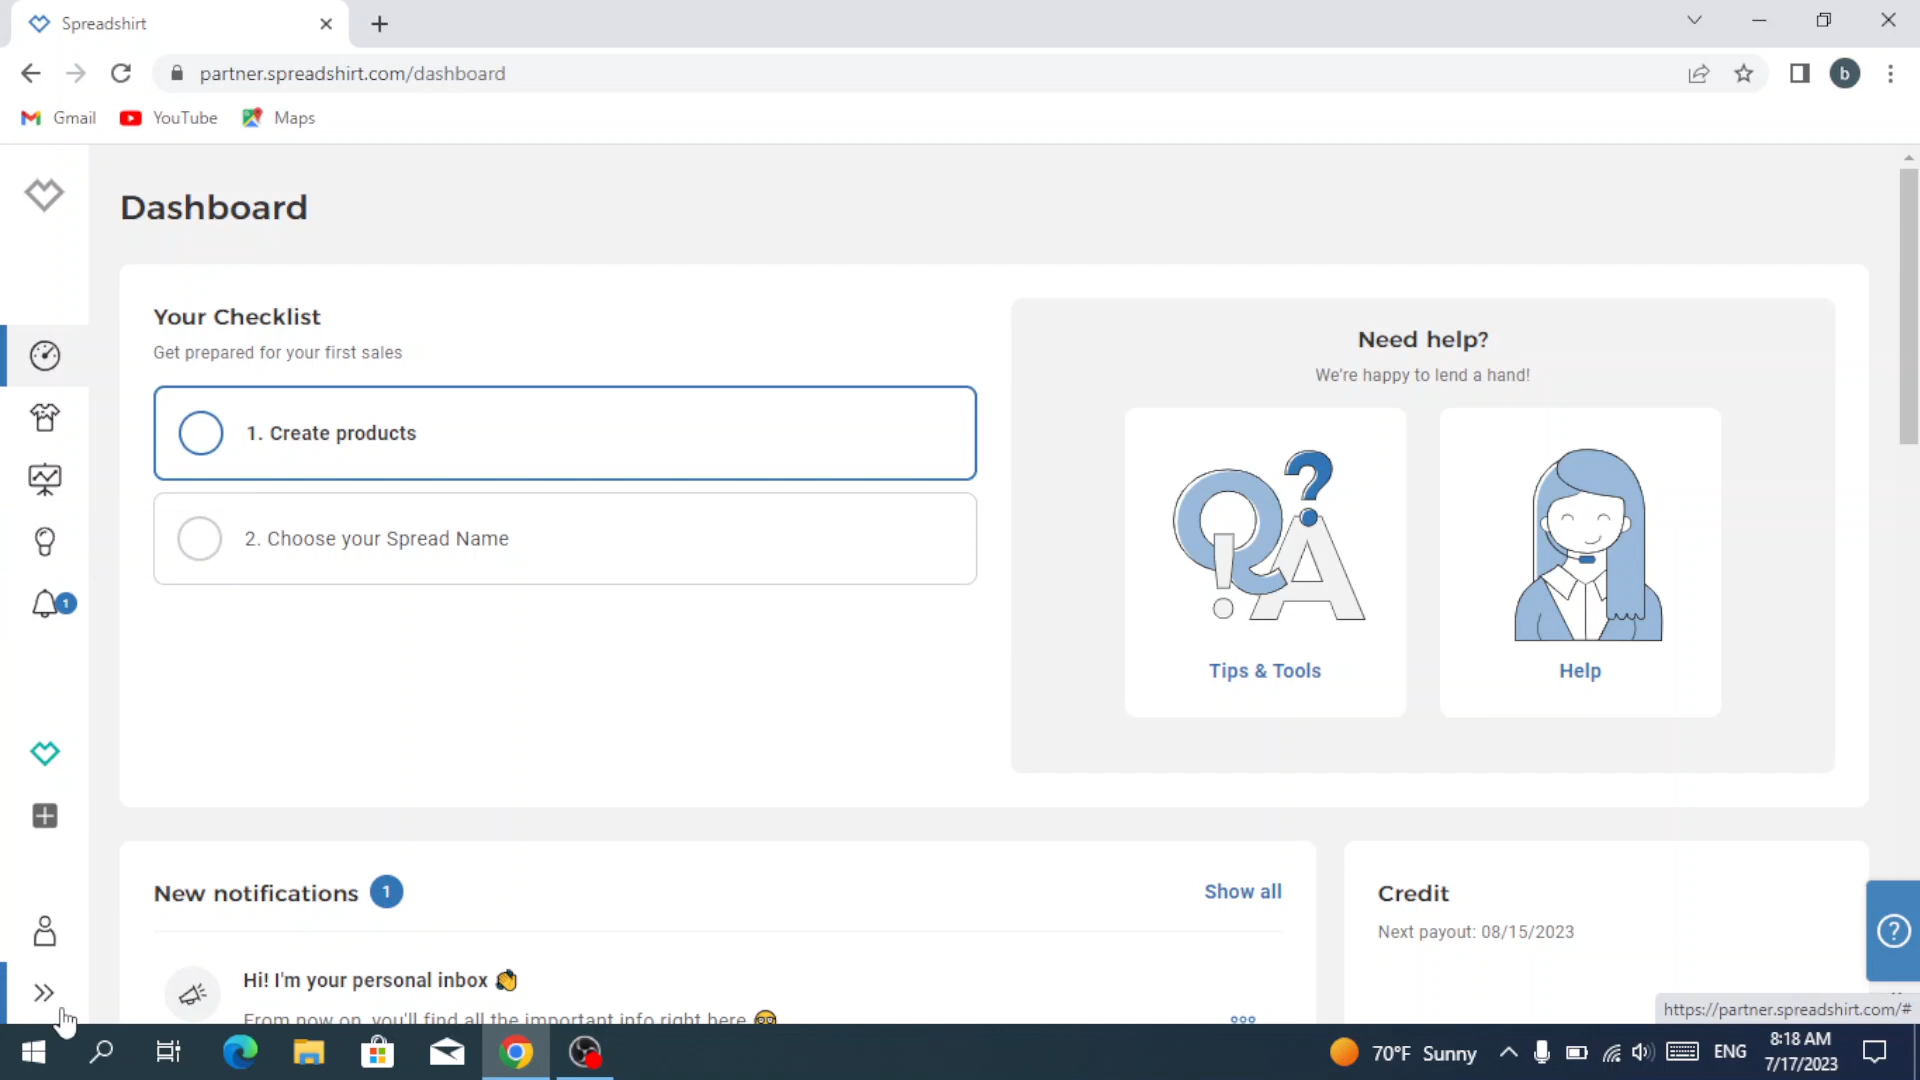 Spreadshirt
partner.spreadshirt.com/dashboard
b
Gmail YouTube Maps
Dashboard
Your Checklist
Get prepared for your first sales
1. Create products
2. Choose your Spread Name
Need help?
We're happy to lend a hand!
Q ! ? A
Tips & Tools
Help
1
New notifications 1
Show all
Hi! I'm your personal inbox
From now on, you'll find all the important info right here
Credit
Next payout: 08/15/2023
?
https://partner.spreadshirt.com/#
70°F Sunny
ENG
8:18 AM
7/17/2023